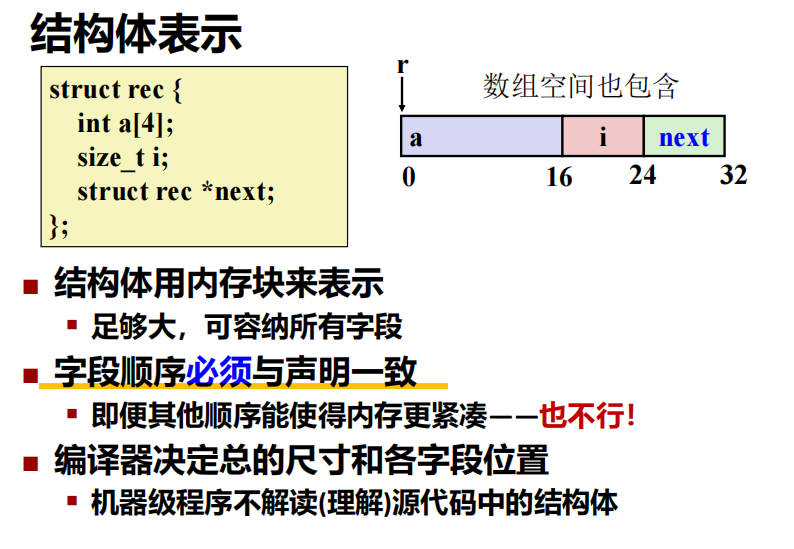 结构体表示
struct rec {
int a[4];
size_t i;
struct rec *next;
};
r
数组空间也包含
a i next
0 16 24 32
■ 结构体用内存块来表示
▪ 足够大，可容纳所有字段
■ 字段顺序必须与声明一致
▪ 即便其他顺序能使得内存更紧凑——也不行！
■ 编译器决定总的尺寸和各字段位置
▪ 机器级程序不解读(理解)源代码中的结构体